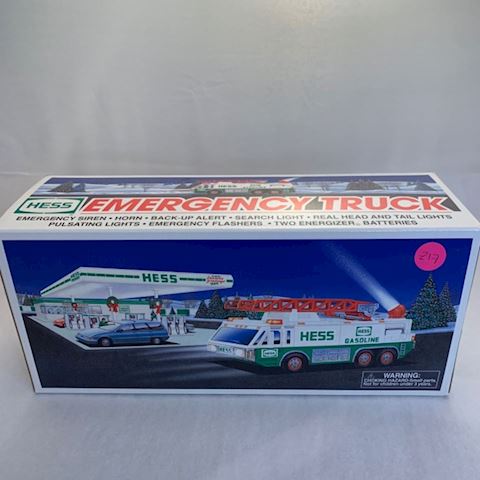 HESS EMERGENCY TRUCK
EMERGENCY SIREN • HORN • BACK-UP ALERT • SEARCH LIGHT • REAL HEAD AND TAIL LIGHTS
PULSATING LIGHTS • EMERGENCY FLASHERS • TWO ENERGIZER® BATTERIES
217
HESS
HESS
HESS
GASOLINE
HESS
WARNING:
CHOKING HAZARD-Small parts.
Not for children under 3 years.